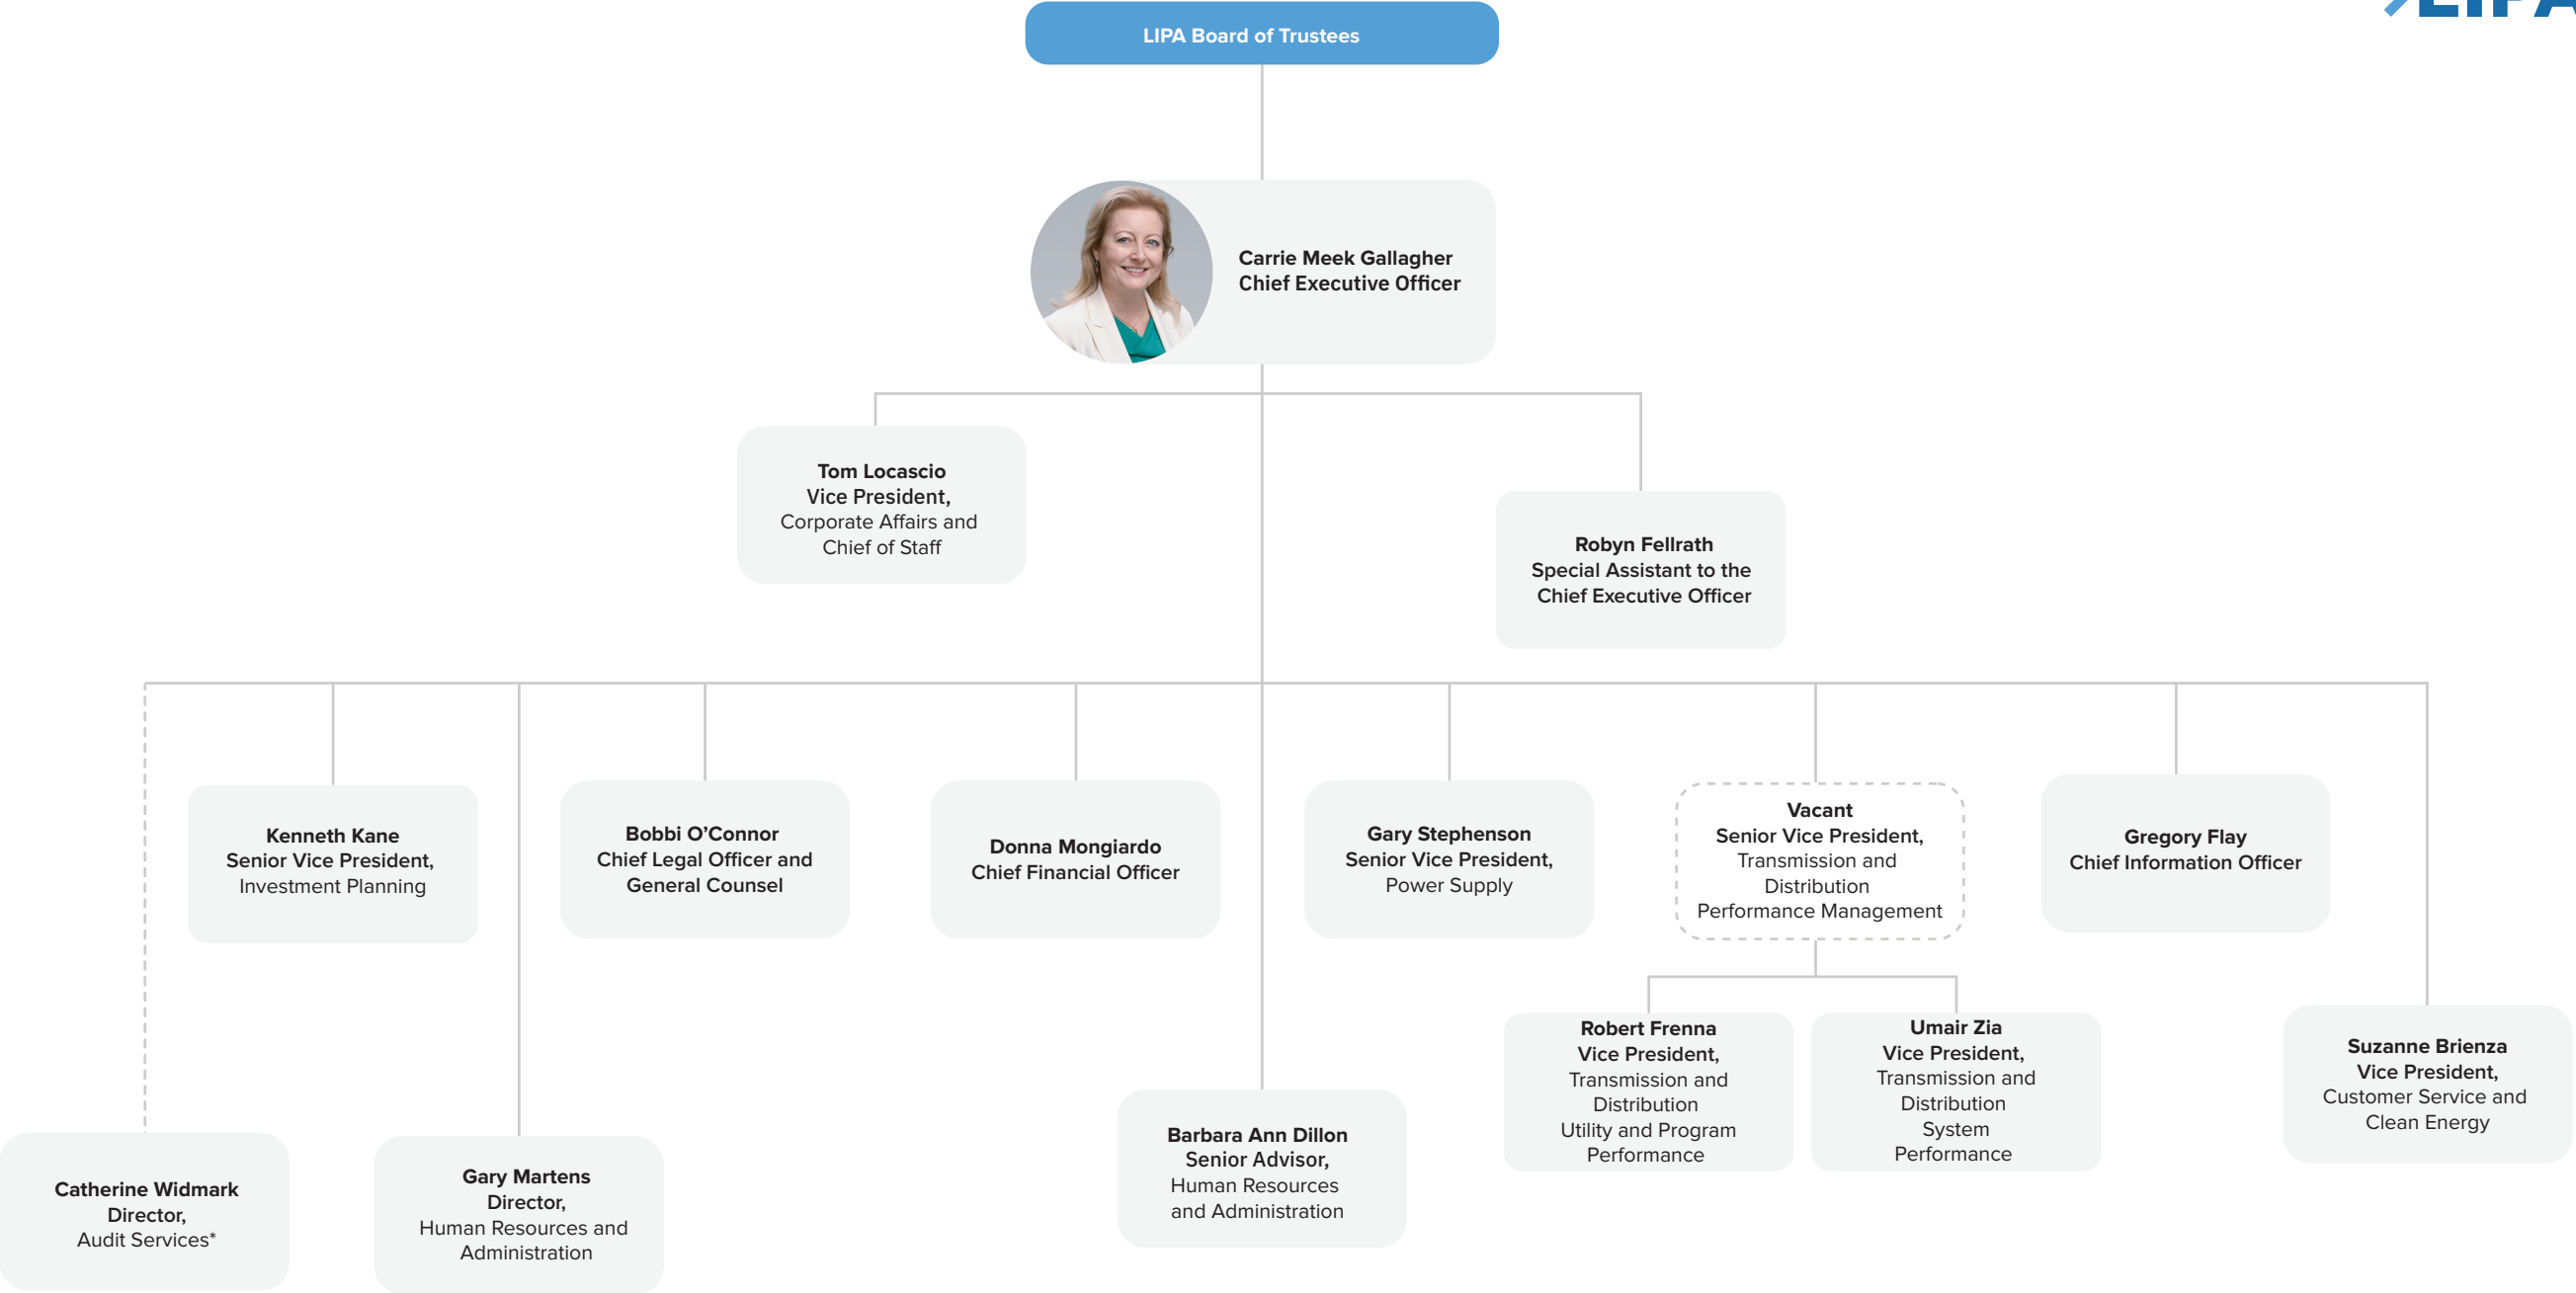 LIPA
LIPA Board of Trustees
Carrie Meek Gallagher
Chief Executive Officer
Tom Locascio
Vice President,
Corporate Affairs and
Chief of Staff
Robyn Fellrath
Special Assistant to the
Chief Executive Officer
Kenneth Kane
Senior Vice President,
Investment Planning
Bobbi O’Connor
Chief Legal Officer and
General Counsel
Donna Mongiardo
Chief Financial Officer
Gary Stephenson
Senior Vice President,
Power Supply
Vacant
Senior Vice President,
Transmission and
Distribution
Performance Management
Gregory Flay
Chief Information Officer
Robert Frenna
Vice President,
Transmission and
Distribution
Utility and Program
Performance
Umair Zia
Vice President,
Transmission and
Distribution
System
Performance
Suzanne Brienza
Vice President,
Customer Service and
Clean Energy
Catherine Widmark
Director,
Audit Services*
Gary Martens
Director,
Human Resources and
Administration
Barbara Ann Dillon
Senior Advisor,
Human Resources
and Administration